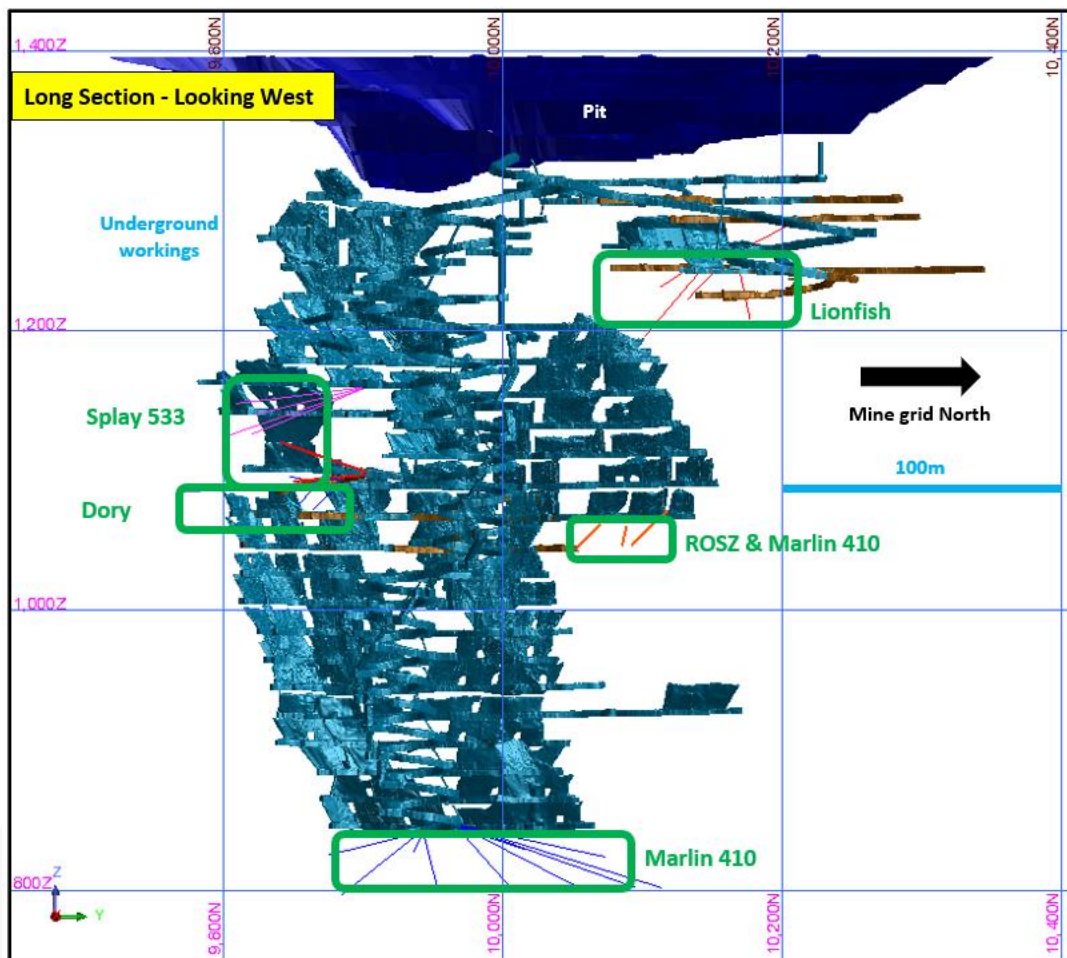 9,800N
10,000N
10,200N
10,400N
1,400Z
Long Section - Looking West
Pit
Underground
workings
Lionfish
1,200Z
Mine grid North
Splay 533
100m
Dory
ROSZ & Marlin 410
1,000Z
Marlin 410
800Z
Z
Y
9,800N
10,000N
10,200N
10,400N